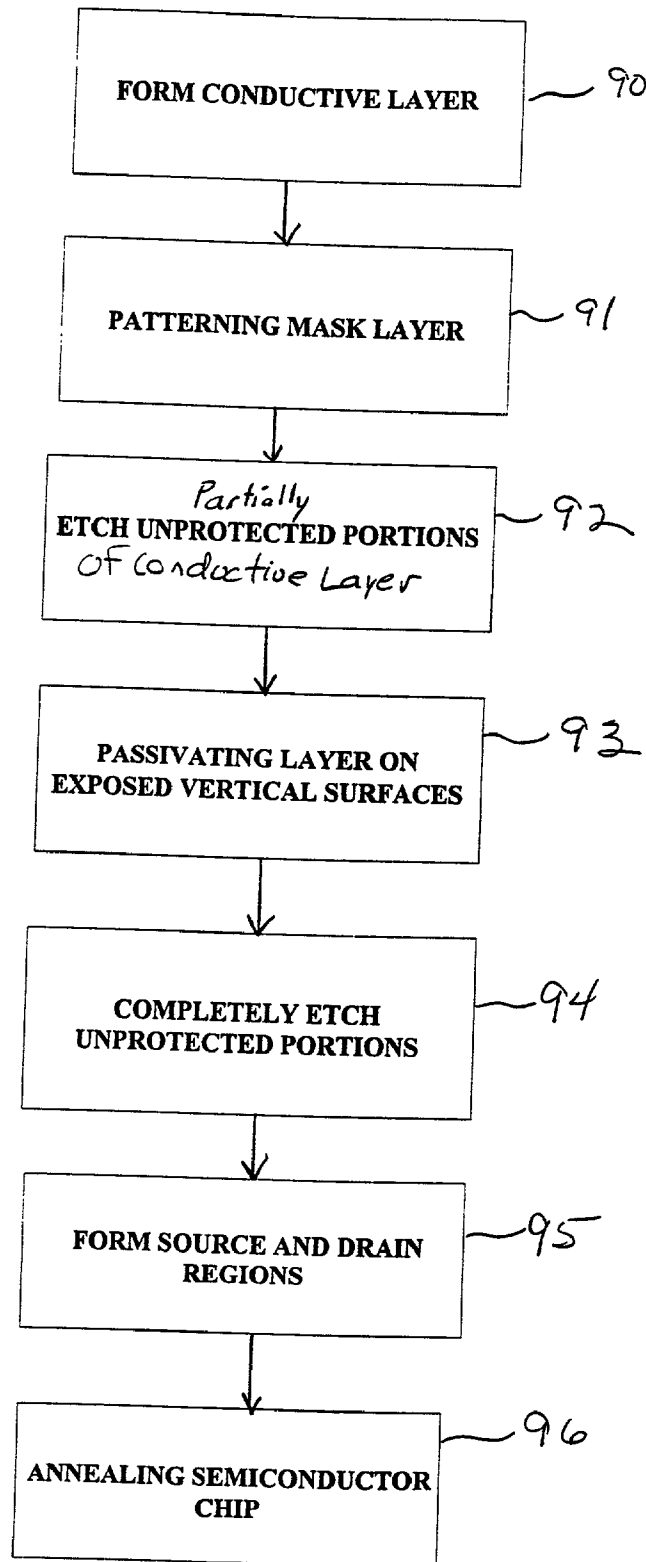 FORM CONDUCTIVE LAYER
90
PATTERNING MASK LAYER
91
Partially
ETCH UNPROTECTED PORTIONS
Of Conductive Layer
92
PASSIVATING LAYER ON
EXPOSED VERTICAL SURFACES
93
COMPLETELY ETCH
UNPROTECTED PORTIONS
94
FORM SOURCE AND DRAIN
REGIONS
95
ANNEALING SEMICONDUCTOR
CHIP
96